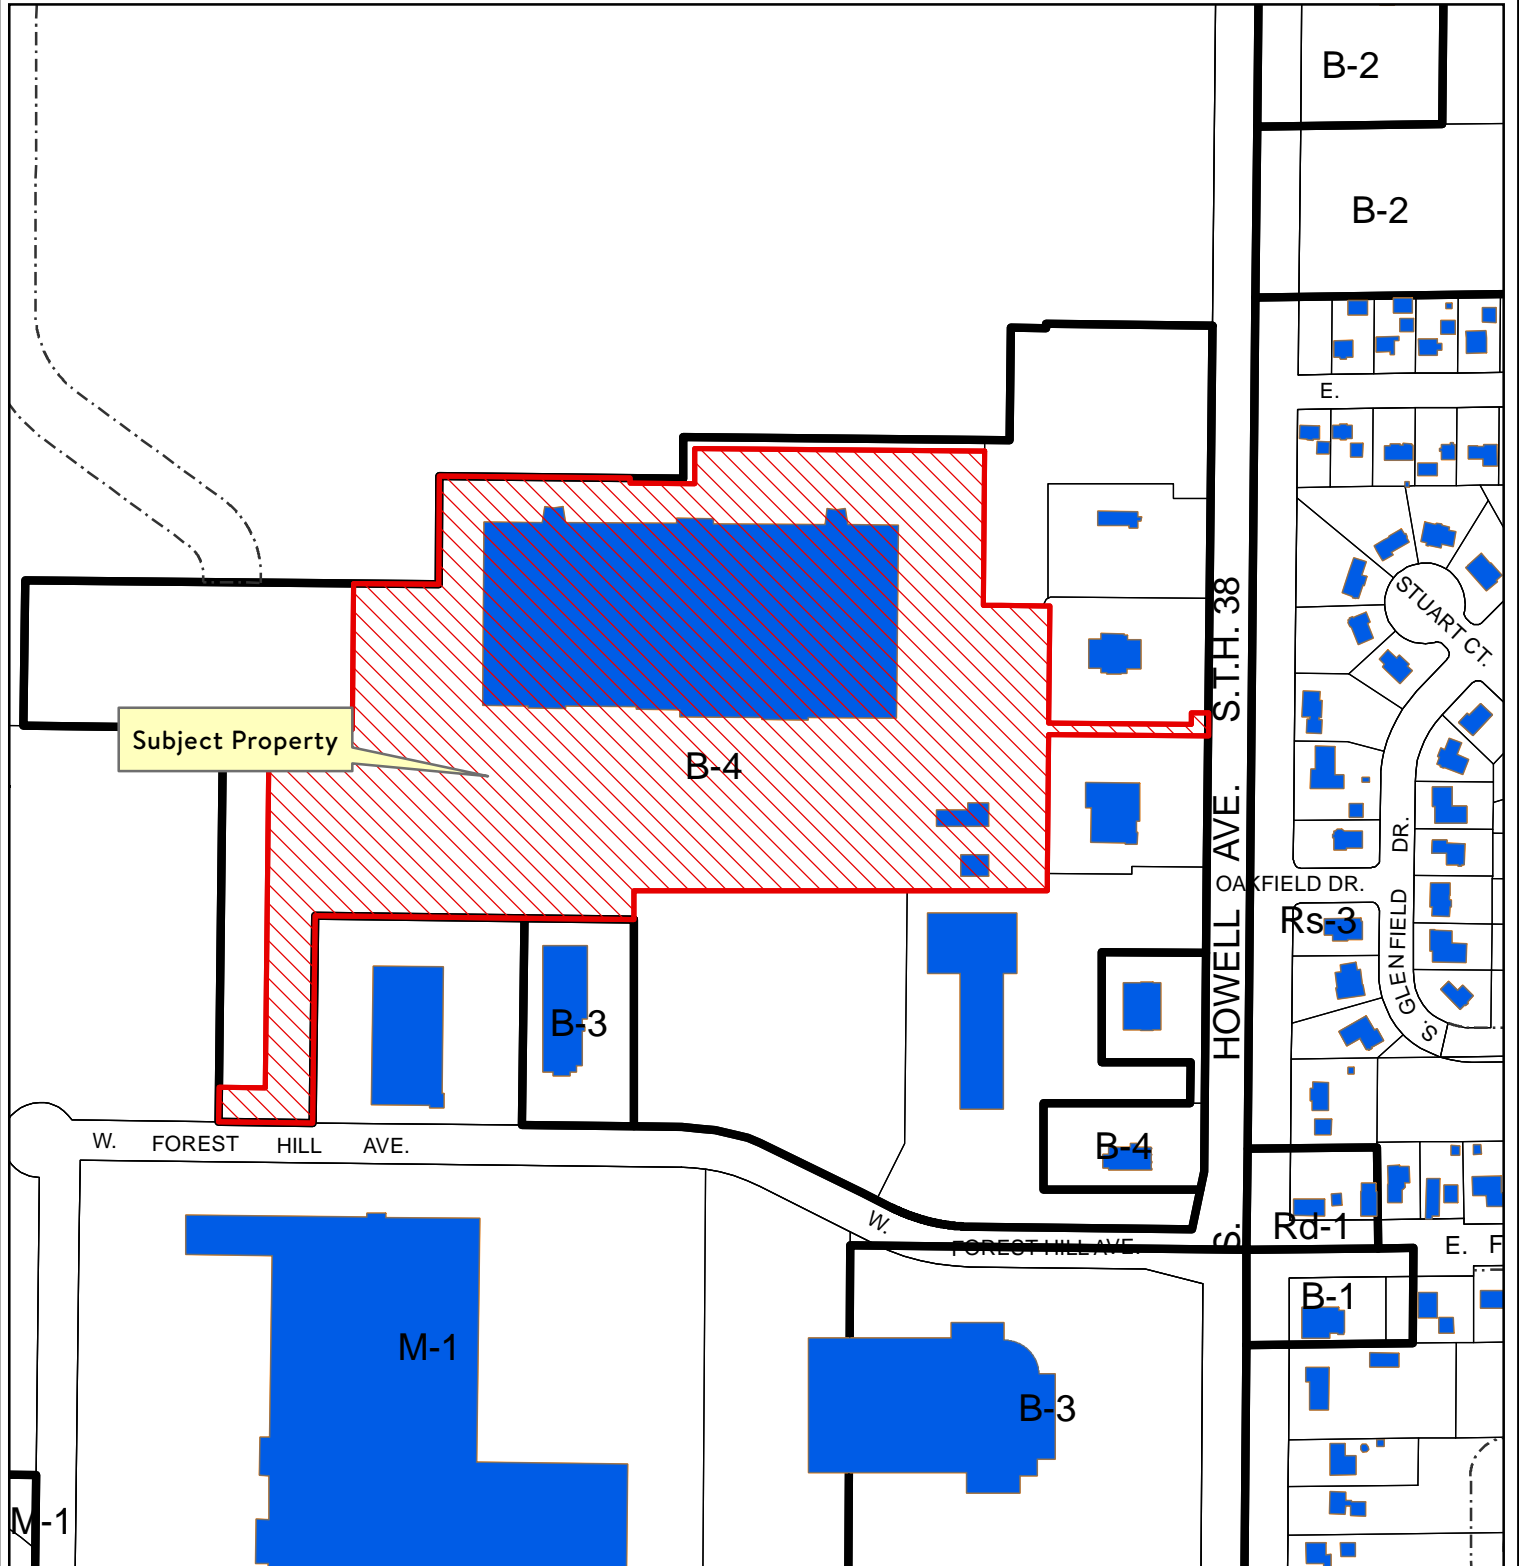 B-2
B-2
E.
STUART CT.
S.T.H. 38
Subject Property
B-4
HOWELL AVE.
DR.
OAKFIELD DR.
Rs-3
GLENFIELD
S.
B-3
W. FOREST HILL AVE.
B-4
W.
FOREST HILL AVE.
S.
Rd-1
E. F
B-1
M-1
B-3
M-1